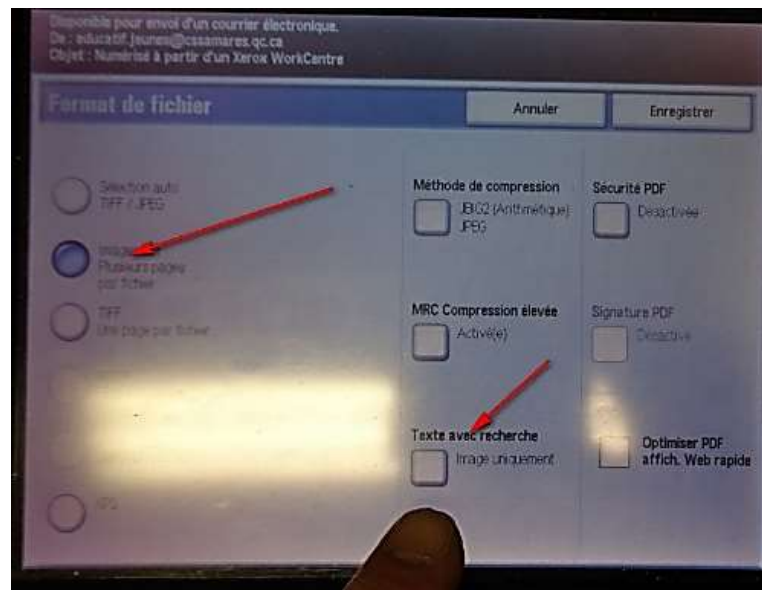 Disponible pour envoi d'un courrier électronique.
De : educatif.jeunes@cssamares.qc.ca
Objet : Numérisé à partir d'un Xerox WorkCentre
Format de fichier
Annuler
Enregistrer
Sélection auto
TIFF / JPEG
Plusieurs pages
par fichier
TIFF
Une page par fichier
XPS
Méthode de compression
JBIG2 (Arithmétique)
JPEG
MRC Compression élevée
Activé(e)
Texte avec recherche
Image uniquement
Sécurité PDF
Désactivée
Signature PDF
Désactivé
Optimiser PDF
affich. Web rapide